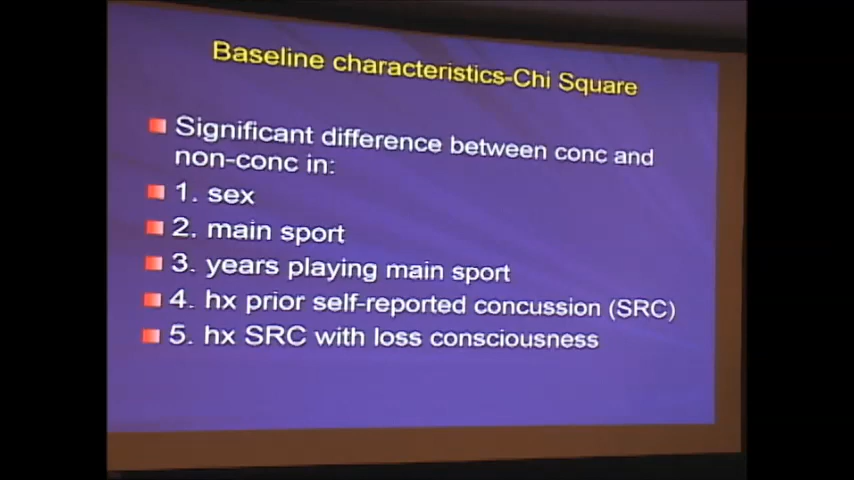 Baseline characteristics-Chi Square
Significant difference between conc and
non-conc in:
1. sex
2. main sport
3. years playing main sport
4. hx prior self-reported concussion (SRC)
5. hx SRC with loss consciousness